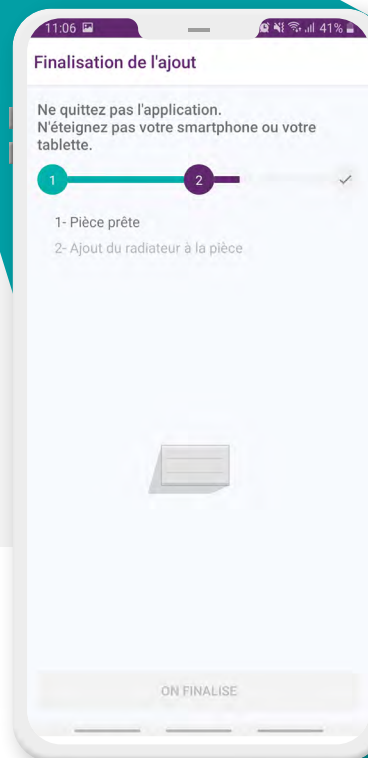 11:06 41%
Finalisation de l'ajout
Ne quittez pas l'application.
N'éteignez pas votre smartphone ou votre
tablette.
1 2
1- Pièce prête
2- Ajout du radiateur à la pièce
ON FINALISE